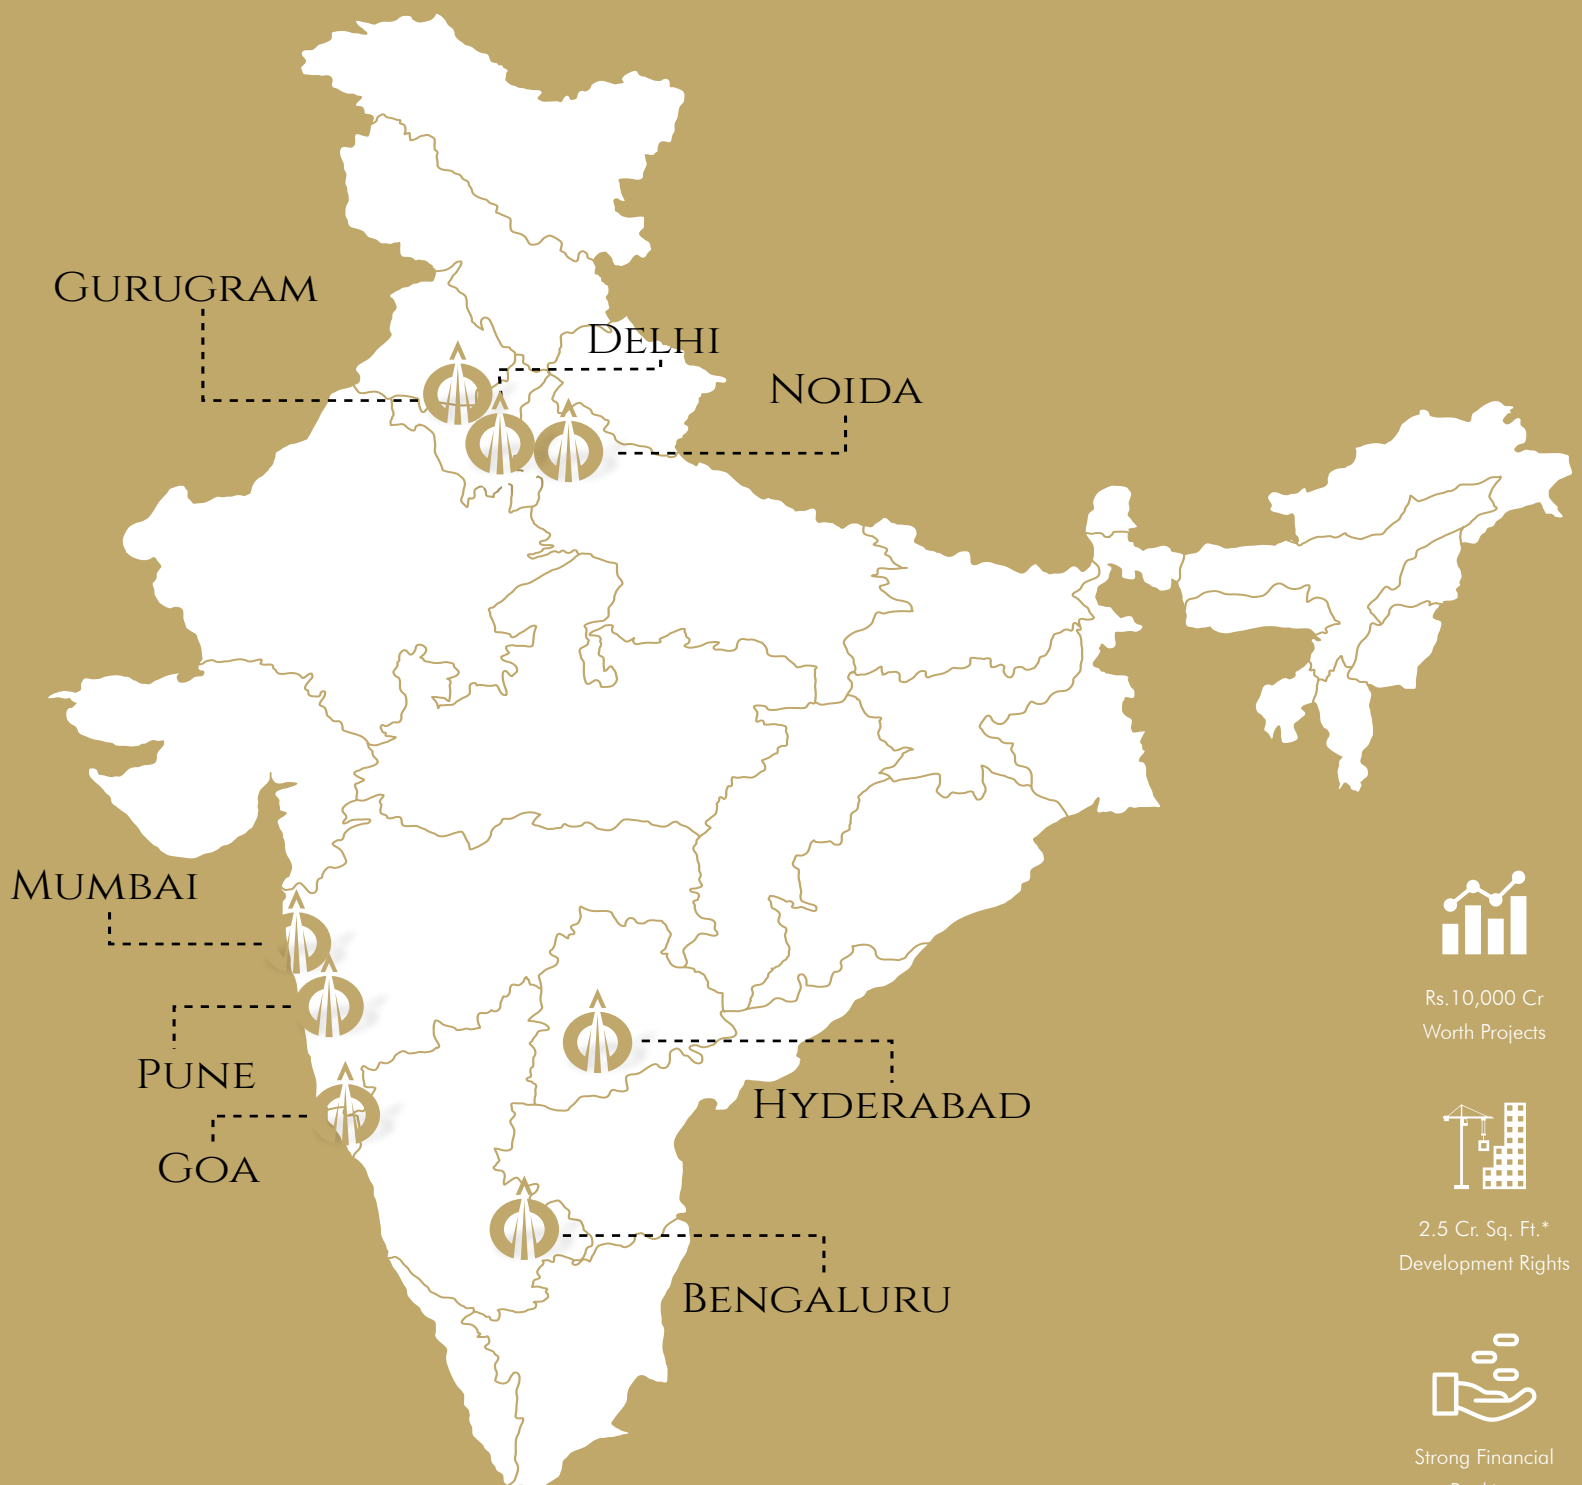 Gurugram
Delhi
Noida
Mumbai
Pune
Goa
Hyderabad
Bengaluru
Rs.10,000 Cr
Worth Projects
2.5 Cr. Sq. Ft.*
Development Rights
Strong Financial